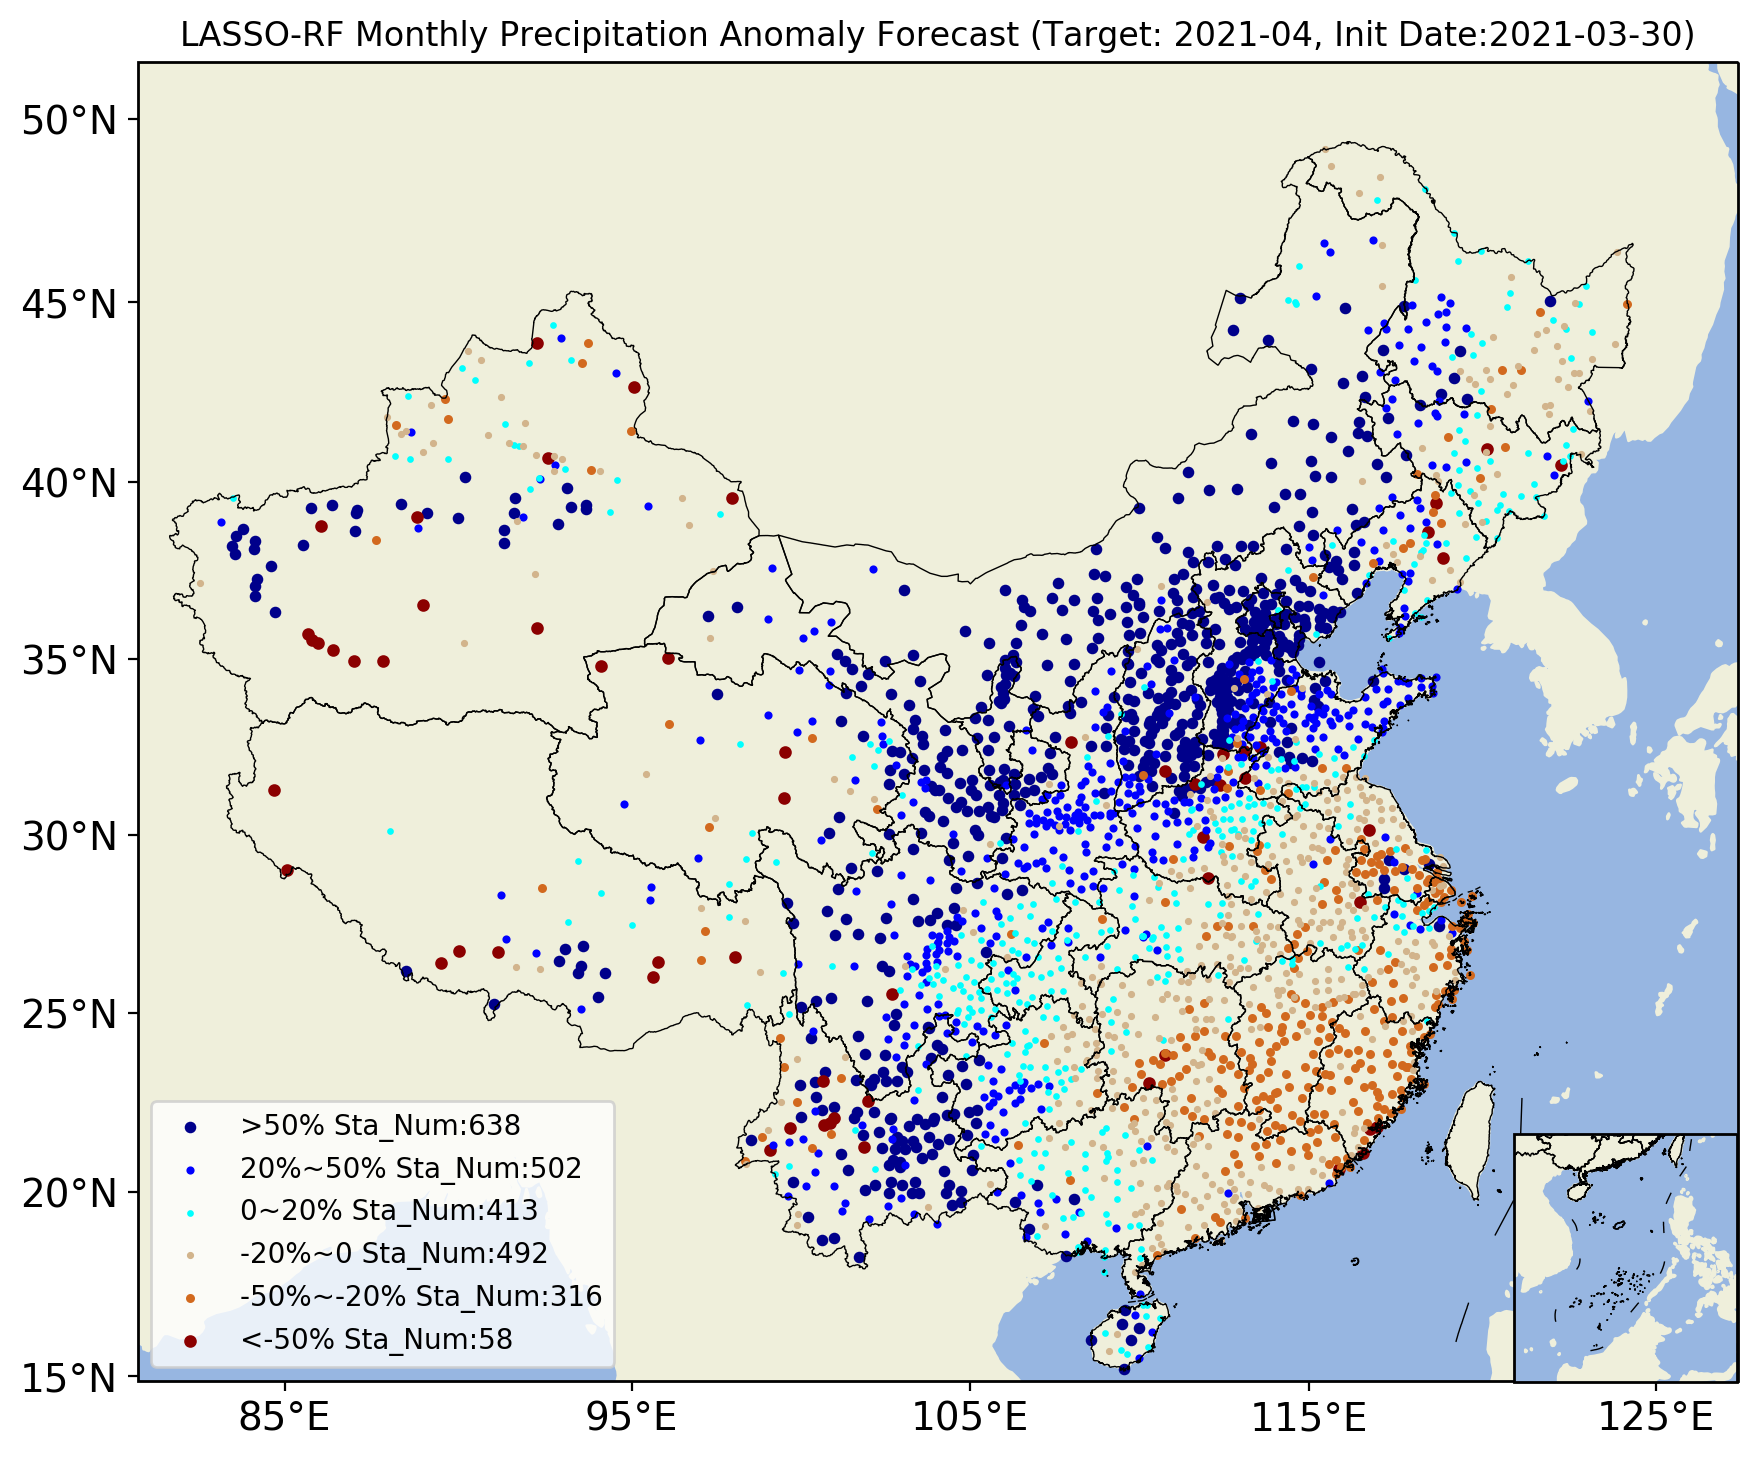 LASSO-RF Monthly Precipitation Anomaly Forecast (Target: 2021-04, Init Date:2021-03-30)
50°N
45°N
40°N
35°N
30°N
25°N
20°N
15°N
>50% Sta_Num:638
20%~50% Sta_Num:502
0~20% Sta_Num:413
-20%~0 Sta_Num:492
-50%~-20% Sta_Num:316
<-50% Sta_Num:58
85°E
95°E
105°E
115°E
125°E